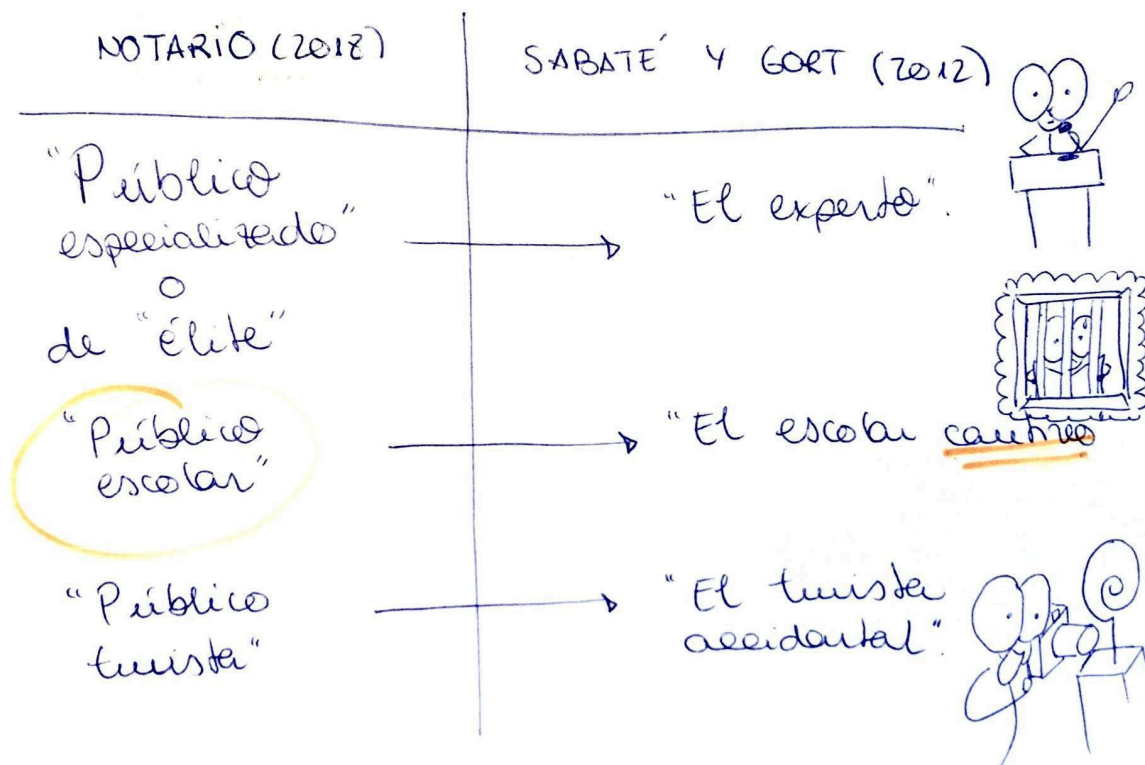 NOTARIO (2018)
SABATÉ Y GORT (2012)
"Público
especializado"
o
de "élite"
"El experto".
"Público
escolar"
"El escolar cautivo
"Público
turista"
"El turista
accidental".